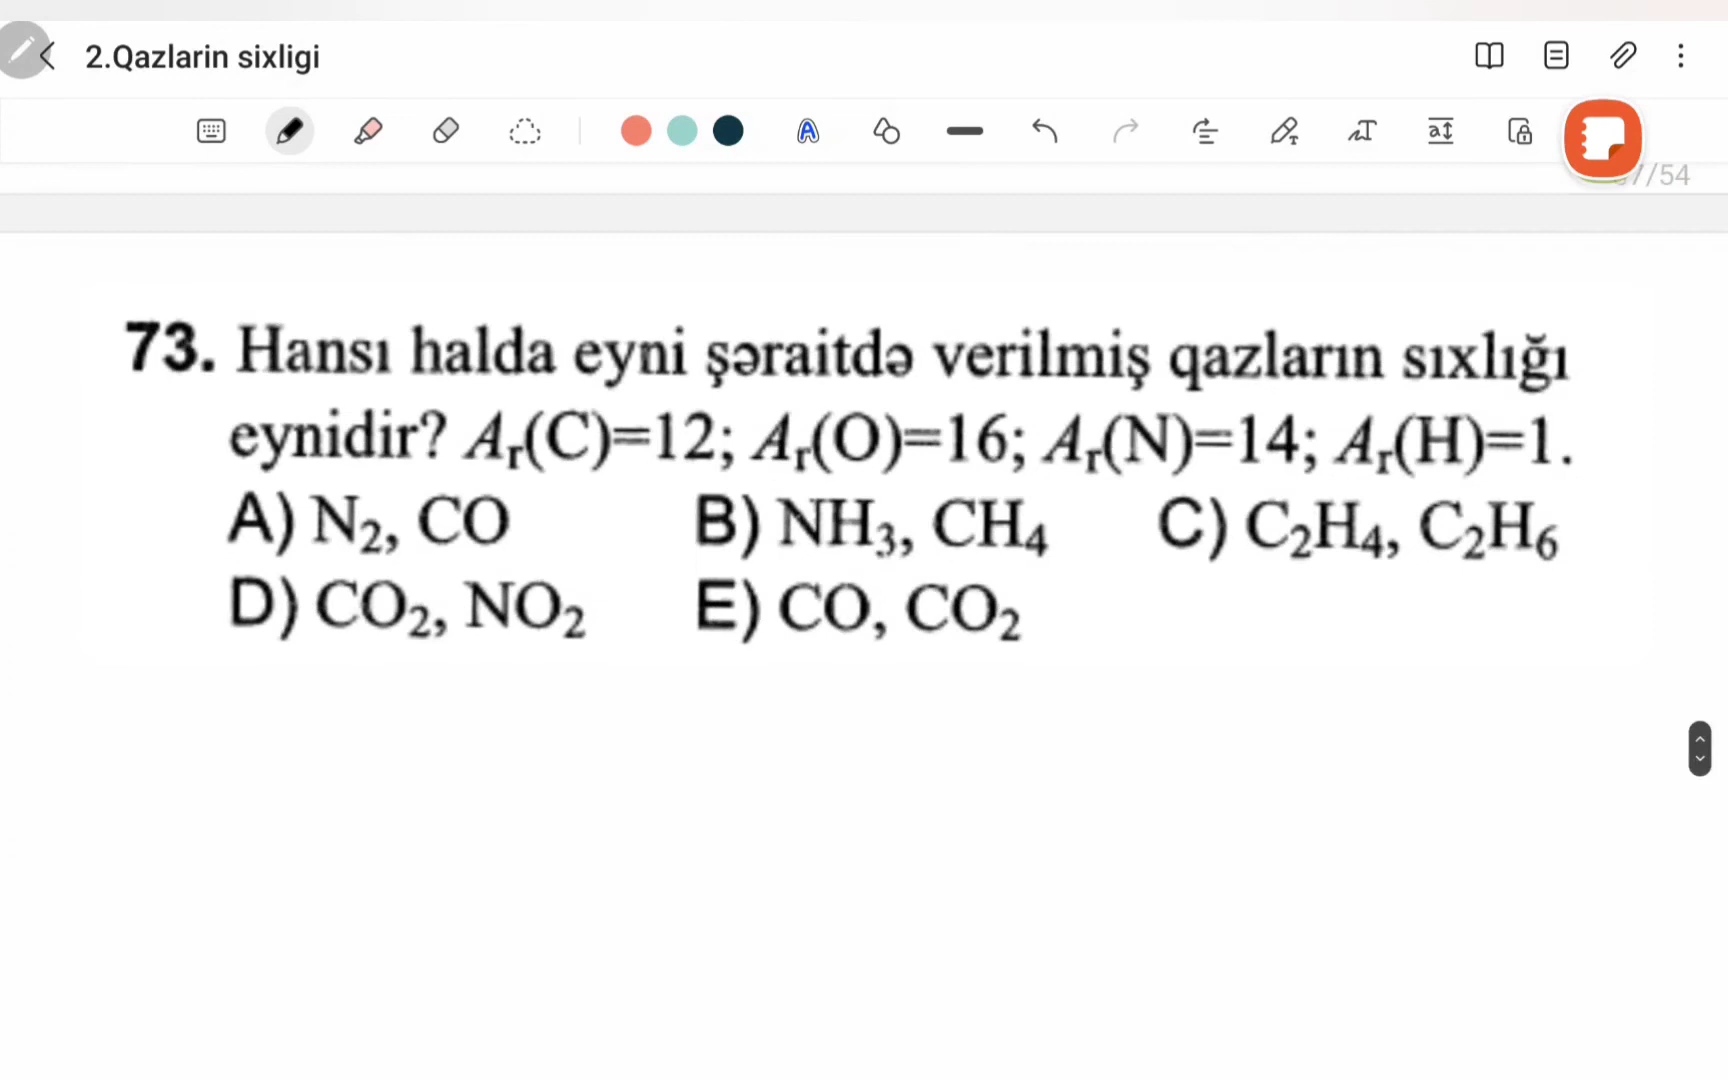 2.Qazlarin sixligi
7/54
73. Hansı halda eyni şəraitdə verilmiş qazların sıxlığı
eynidir? Aᵣ(C)=12; Aᵣ(O)=16; Aᵣ(N)=14; Aᵣ(H)=1.
A) N₂, CO B) NH₃, CH₄ C) C₂H₄, C₂H₆
D) CO₂, NO₂ E) CO, CO₂